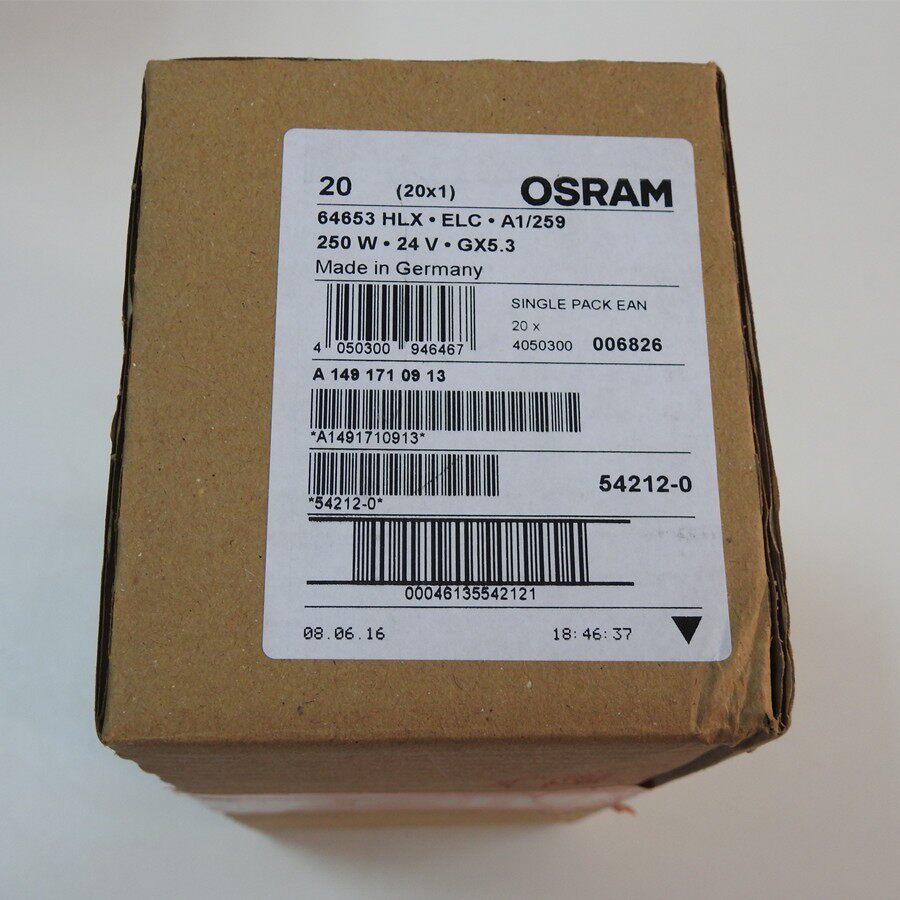 20 (20x1) OSRAM
64653 HLX • ELC • A1/259
250 W • 24 V • GX5.3
Made in Germany
SINGLE PACK EAN
20 x
4050300 006826
4 050300 946467
A 149 171 09 13
*A1491710913*
54212-0
*54212-0*
00046135542121
08.06.16 18:46:37